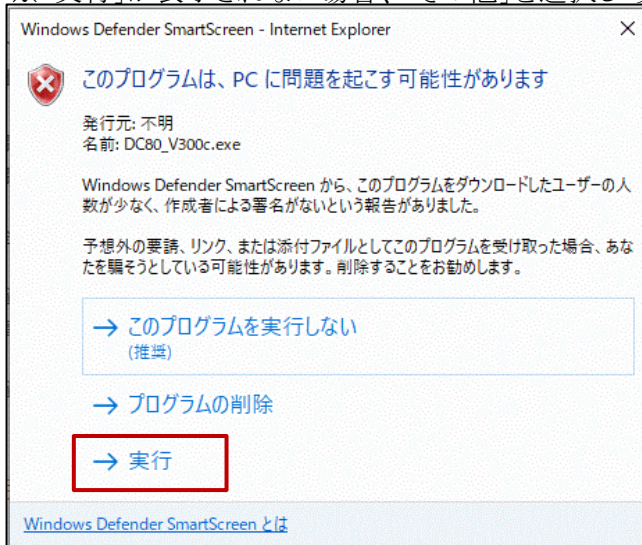 Windows Defender SmartScreen - Internet Explorer
このプログラムは、PC に問題を起こす可能性があります
発行元: 不明
名前: DC80_V300c.exe
Windows Defender SmartScreen から、このプログラムをダウンロードしたユーザーの人
数が少なく、作成者による署名がないという報告がありました。
予想外の要請、リンク、または添付ファイルとしてこのプログラムを受け取った場合、あな
たを騙そうとしている可能性があります。削除することをお勧めします。
→ このプログラムを実行しない
(推奨)
→ プログラムの削除
→ 実行
Windows Defender SmartScreen とは